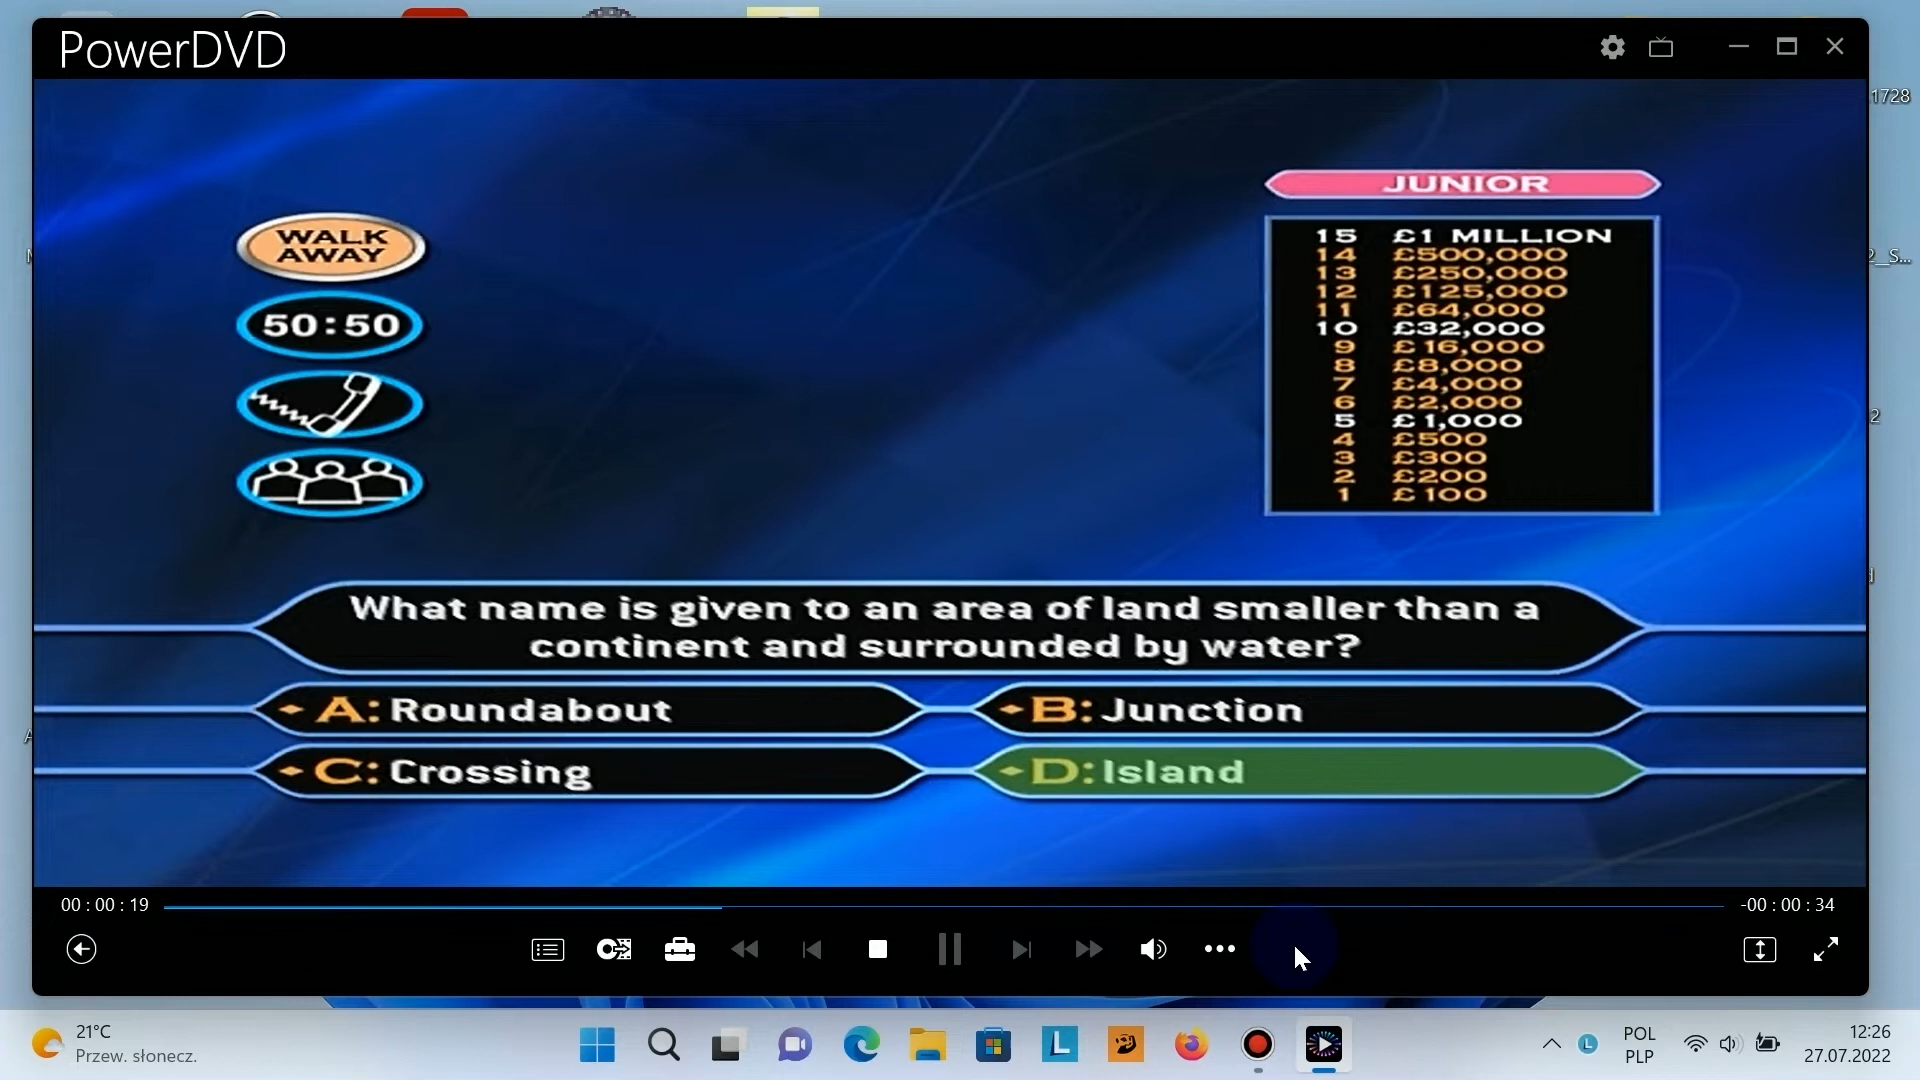 PowerDVD
1728
JUNIOR
WALK
AWAY
50:50
15 £1 MILLION
14 £500,000
13 £250,000
12 £125,000
11 £64,000
10 £32,000
9 £16,000
8 £8,000
7 £4,000
6 £2,000
5 £1,000
4 £500
3 £300
2 £200
1 £100
2_S...
2
What name is given to an area of land smaller than a
continent and surrounded by water?
A: Roundabout
B: Junction
C: Crossing
D: Island
00 : 00 : 19
-00 : 00 : 34
21°C
Przew. słonecz.
L
L
POL
PLP
12:26
27.07.2022